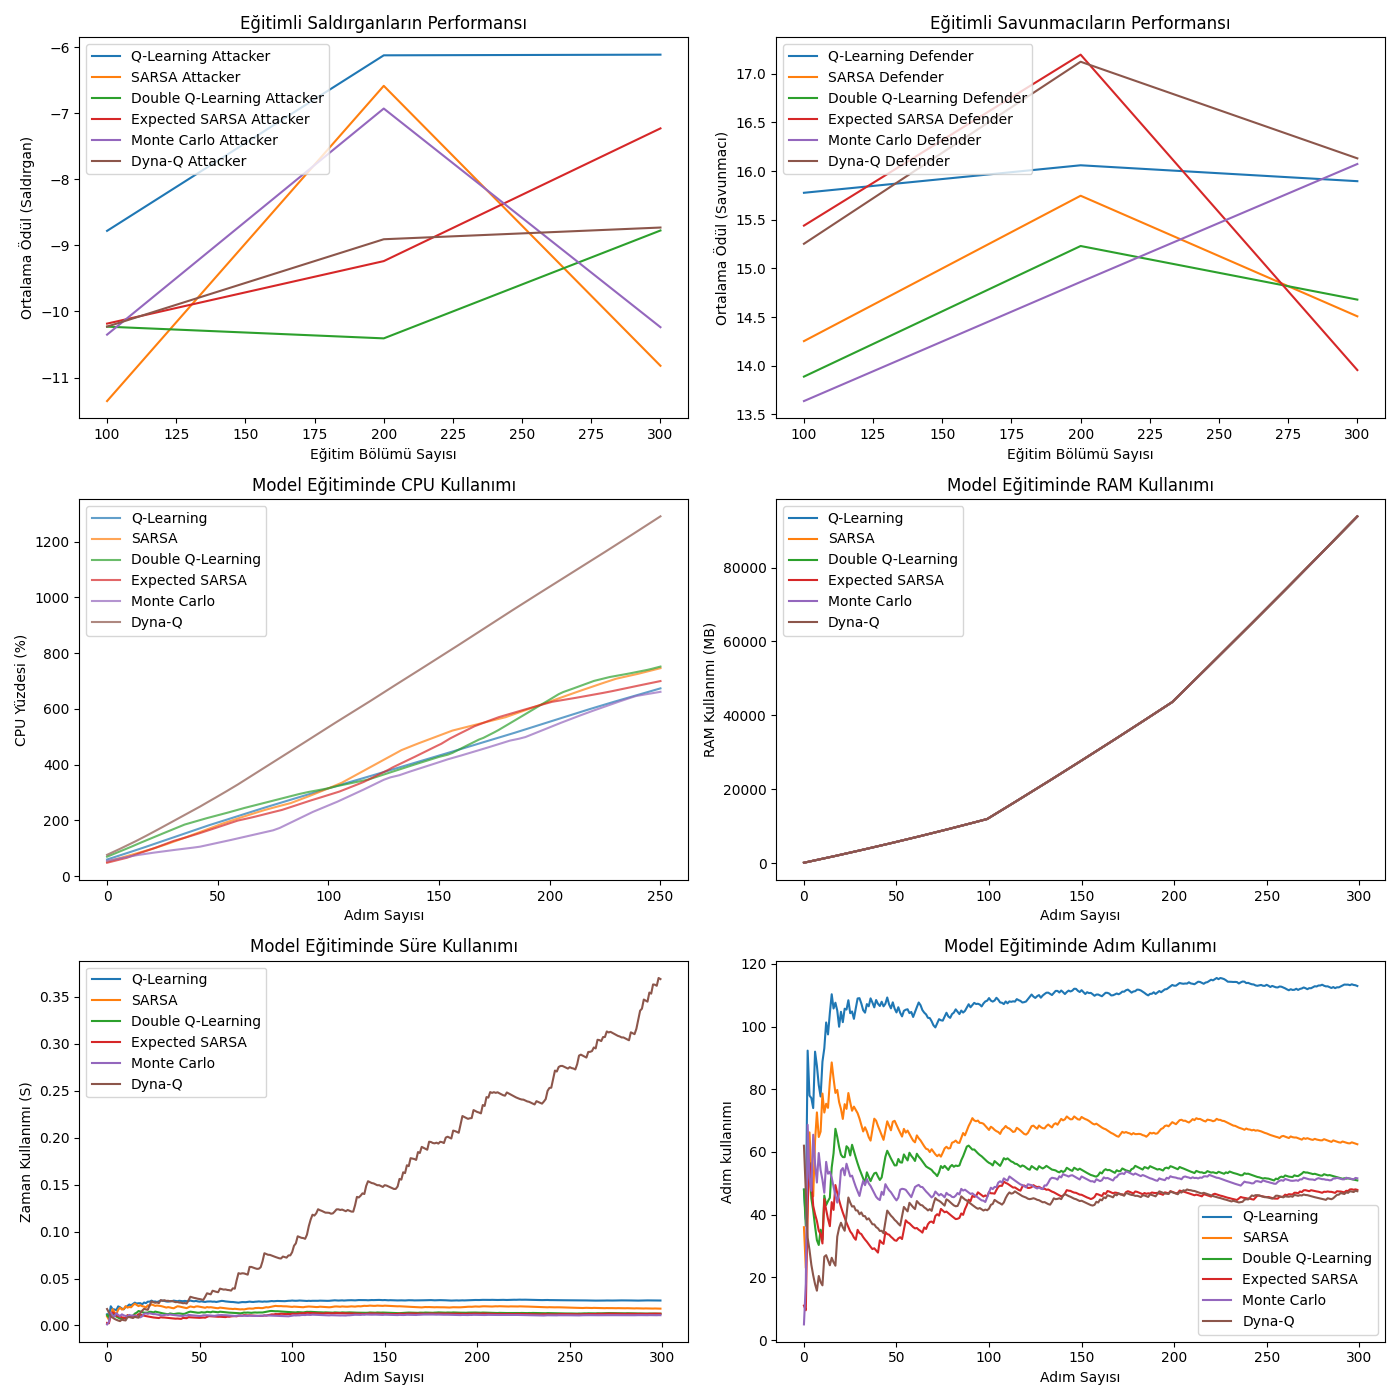 Eğitimli Saldırganların Performansı
Ortalama Ödül (Saldırgan)
−6
−7
−8
−9
−10
−11
Q-Learning Attacker
SARSA Attacker
Double Q-Learning Attacker
Expected SARSA Attacker
Monte Carlo Attacker
Dyna-Q Attacker
100 125 150 175 200 225 250 275 300
Eğitim Bölümü Sayısı
Eğitimli Savunmacıların Performansı
Ortalama Ödül (Savunmacı)
17.0
16.5
16.0
15.5
15.0
14.5
14.0
13.5
Q-Learning Defender
SARSA Defender
Double Q-Learning Defender
Expected SARSA Defender
Monte Carlo Defender
Dyna-Q Defender
100 125 150 175 200 225 250 275 300
Eğitim Bölümü Sayısı
Model Eğitiminde CPU Kullanımı
CPU Yüzdesi (%)
1200
1000
800
600
400
200
0
Q-Learning
SARSA
Double Q-Learning
Expected SARSA
Monte Carlo
Dyna-Q
0 50 100 150 200 250
Adım Sayısı
Model Eğitiminde RAM Kullanımı
RAM Kullanımı (MB)
80000
60000
40000
20000
0
Q-Learning
SARSA
Double Q-Learning
Expected SARSA
Monte Carlo
Dyna-Q
0 50 100 150 200 250 300
Adım Sayısı
Model Eğitiminde Süre Kullanımı
Zaman Kullanımı (S)
0.35
0.30
0.25
0.20
0.15
0.10
0.05
0.00
Q-Learning
SARSA
Double Q-Learning
Expected SARSA
Monte Carlo
Dyna-Q
0 50 100 150 200 250 300
Adım Sayısı
Model Eğitiminde Adım Kullanımı
Adım Kullanımı
120
100
80
60
40
20
0
Q-Learning
SARSA
Double Q-Learning
Expected SARSA
Monte Carlo
Dyna-Q
0 50 100 150 200 250 300
Adım Sayısı